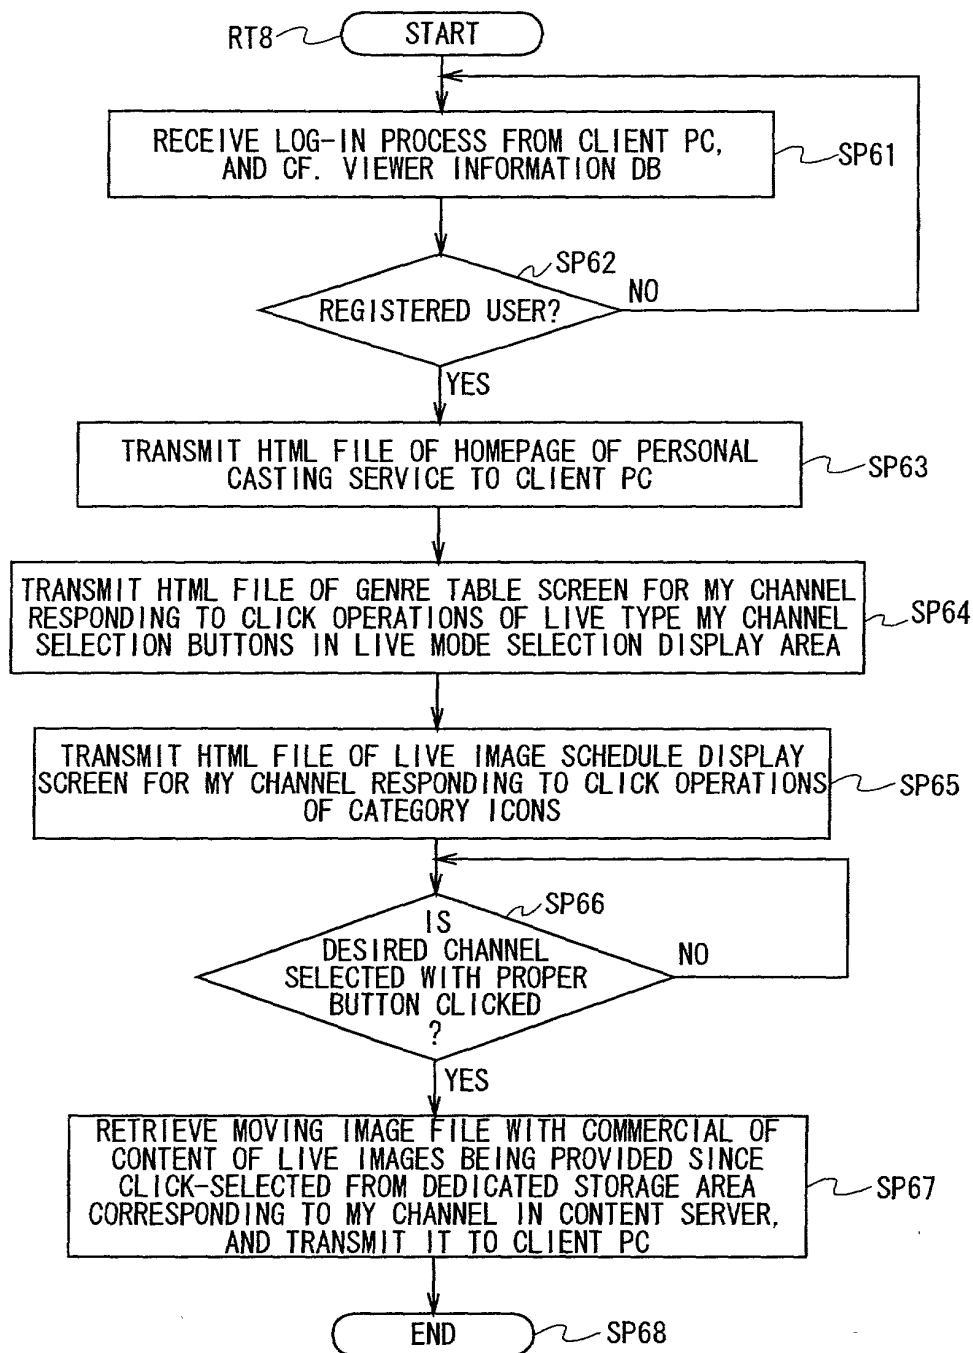 RT8
START
RECEIVE LOG-IN PROCESS FROM CLIENT PC,
AND CF. VIEWER INFORMATION DB
SP61
SP62
REGISTERED USER?
NO
YES
TRANSMIT HTML FILE OF HOMEPAGE OF PERSONAL
CASTING SERVICE TO CLIENT PC
SP63
TRANSMIT HTML FILE OF GENRE TABLE SCREEN FOR MY CHANNEL
RESPONDING TO CLICK OPERATIONS OF LIVE TYPE MY CHANNEL
SELECTION BUTTONS IN LIVE MODE SELECTION DISPLAY AREA
SP64
TRANSMIT HTML FILE OF LIVE IMAGE SCHEDULE DISPLAY
SCREEN FOR MY CHANNEL RESPONDING TO CLICK OPERATIONS
OF CATEGORY ICONS
SP65
SP66
IS
DESIRED CHANNEL
SELECTED WITH PROPER
BUTTON CLICKED
?
NO
YES
RETRIEVE MOVING IMAGE FILE WITH COMMERCIAL OF
CONTENT OF LIVE IMAGES BEING PROVIDED SINCE
CLICK-SELECTED FROM DEDICATED STORAGE AREA
CORRESPONDING TO MY CHANNEL IN CONTENT SERVER,
AND TRANSMIT IT TO CLIENT PC
SP67
END
SP68